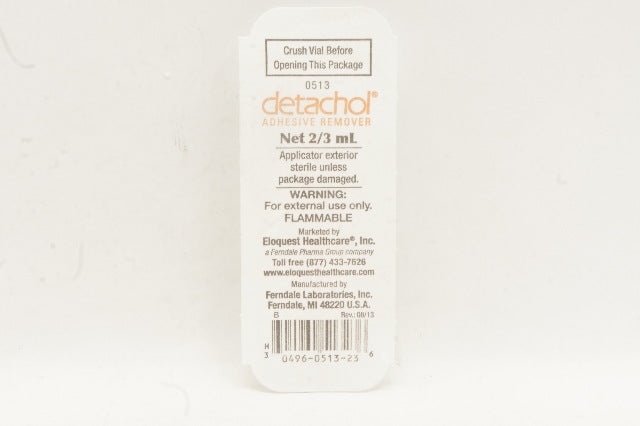 Crush Vial Before
Opening This Package
0513
detachol®
ADHESIVE REMOVER
Net 2/3 mL
Applicator exterior
sterile unless
package damaged.
WARNING:
For external use only.
FLAMMABLE
Marketed by
Eloquest Healthcare®, Inc.
a Ferndale Pharma Group company
Toll free (877) 433-7626
www.eloquesthealthcare.com
Manufactured by
Ferndale Laboratories, Inc.
Ferndale, MI 48220 U.S.A.
B Rev.: 08/13
H
3 0496-0513-23 6